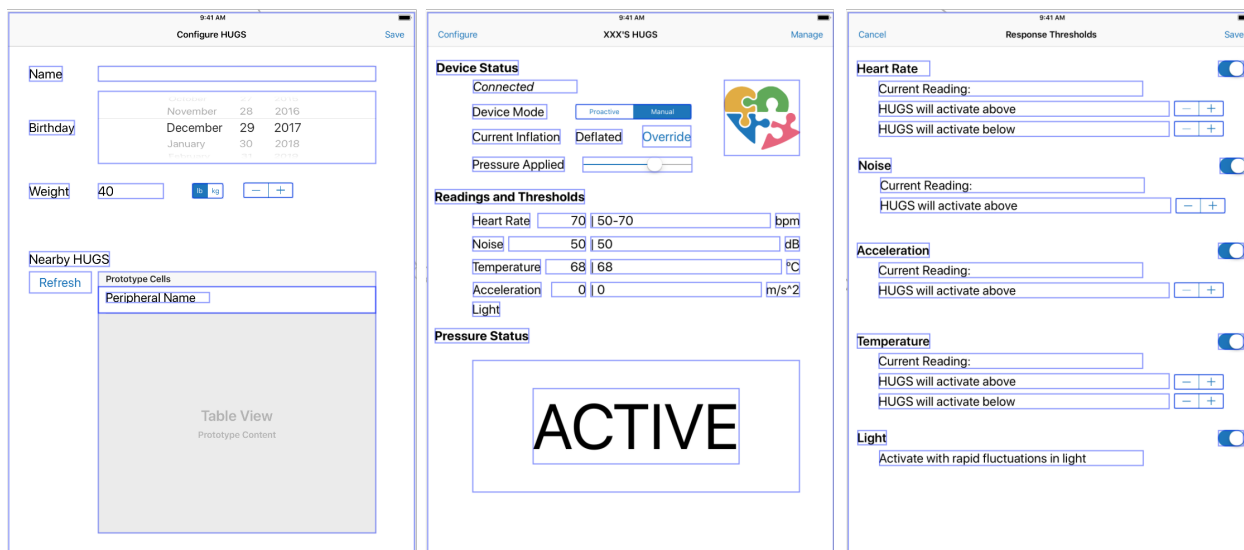 9:41 AM
Configure HUGS
Save
Name
November 28 2016
Birthday
December 29 2017
January 30 2018
Weight
40
lb kg
− +
Nearby HUGS
Refresh
Prototype Cells
Peripheral Name
Table View
Prototype Content
9:41 AM
Configure
XXX'S HUGS
Manage
Device Status
Connected
Device Mode
Proactive Manual
Current Inflation Deflated Override
Pressure Applied
Readings and Thresholds
Heart Rate 70 | 50-70 bpm
Noise 50 | 50 dB
Temperature 68 | 68 °C
Acceleration 0 | 0 m/s^2
Light
Pressure Status
ACTIVE
9:41 AM
Cancel
Response Thresholds
Save
Heart Rate
Current Reading:
HUGS will activate above − +
HUGS will activate below − +
Noise
Current Reading:
HUGS will activate above − +
Acceleration
Current Reading:
HUGS will activate above − +
Temperature
Current Reading:
HUGS will activate above − +
HUGS will activate below − +
Light
Activate with rapid fluctuations in light